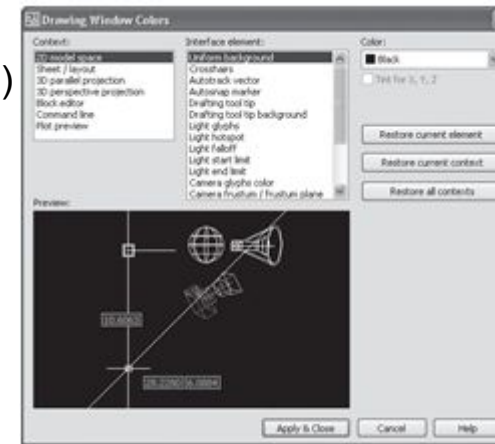 Drawing Window Colors
Context:
2D model space
Sheet / layout
3D parallel projection
3D perspective projection
Block editor
Command line
Plot preview
Interface element:
Uniform background
Crosshairs
Autotrack vector
Autosnap marker
Drafting tool tip
Drafting tool tip background
Light glyphs
Light hotspot
Light falloff
Light start limit
Light end limit
Camera glyphs color
Camera frustum / frustum plane
Color:
Black
Tint for X, Y, Z
Restore current element
Restore current context
Restore all contexts
Preview:
)
Apply & Close
Cancel
Help